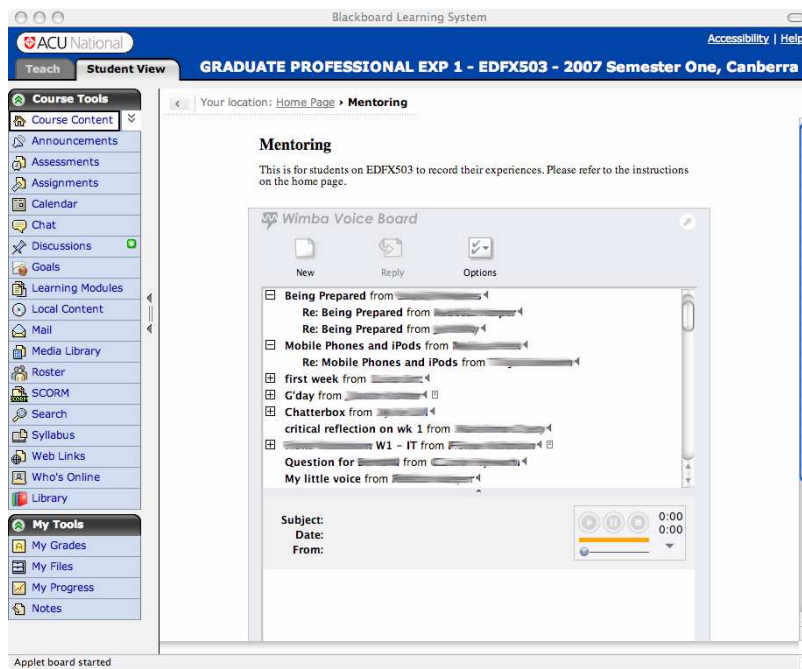 Blackboard Learning System
ACU National
Accessibility | Help
Teach
Student View
GRADUATE PROFESSIONAL EXP 1 - EDFX503 - 2007 Semester One, Canberra
Course Tools
Course Content
Announcements
Assessments
Assignments
Calendar
Chat
Discussions
Goals
Learning Modules
Local Content
Mail
Media Library
Roster
SCORM
Search
Syllabus
Web Links
Who's Online
Library
My Tools
My Grades
My Files
My Progress
Notes
Your location: Home Page › Mentoring
Mentoring
This is for students on EDFX503 to record their experiences. Please refer to the instructions
on the home page.
Wimba Voice Board
New
Reply
Options
Being Prepared from
Re: Being Prepared from
Re: Being Prepared from
Mobile Phones and iPods from
Re: Mobile Phones and iPods from
first week from
G'day from
Chatterbox from
critical reflection on wk 1 from
W1 - IT from
Question for from
My little voice from
Subject:
Date:
From:
0:00
0:00
Applet board started